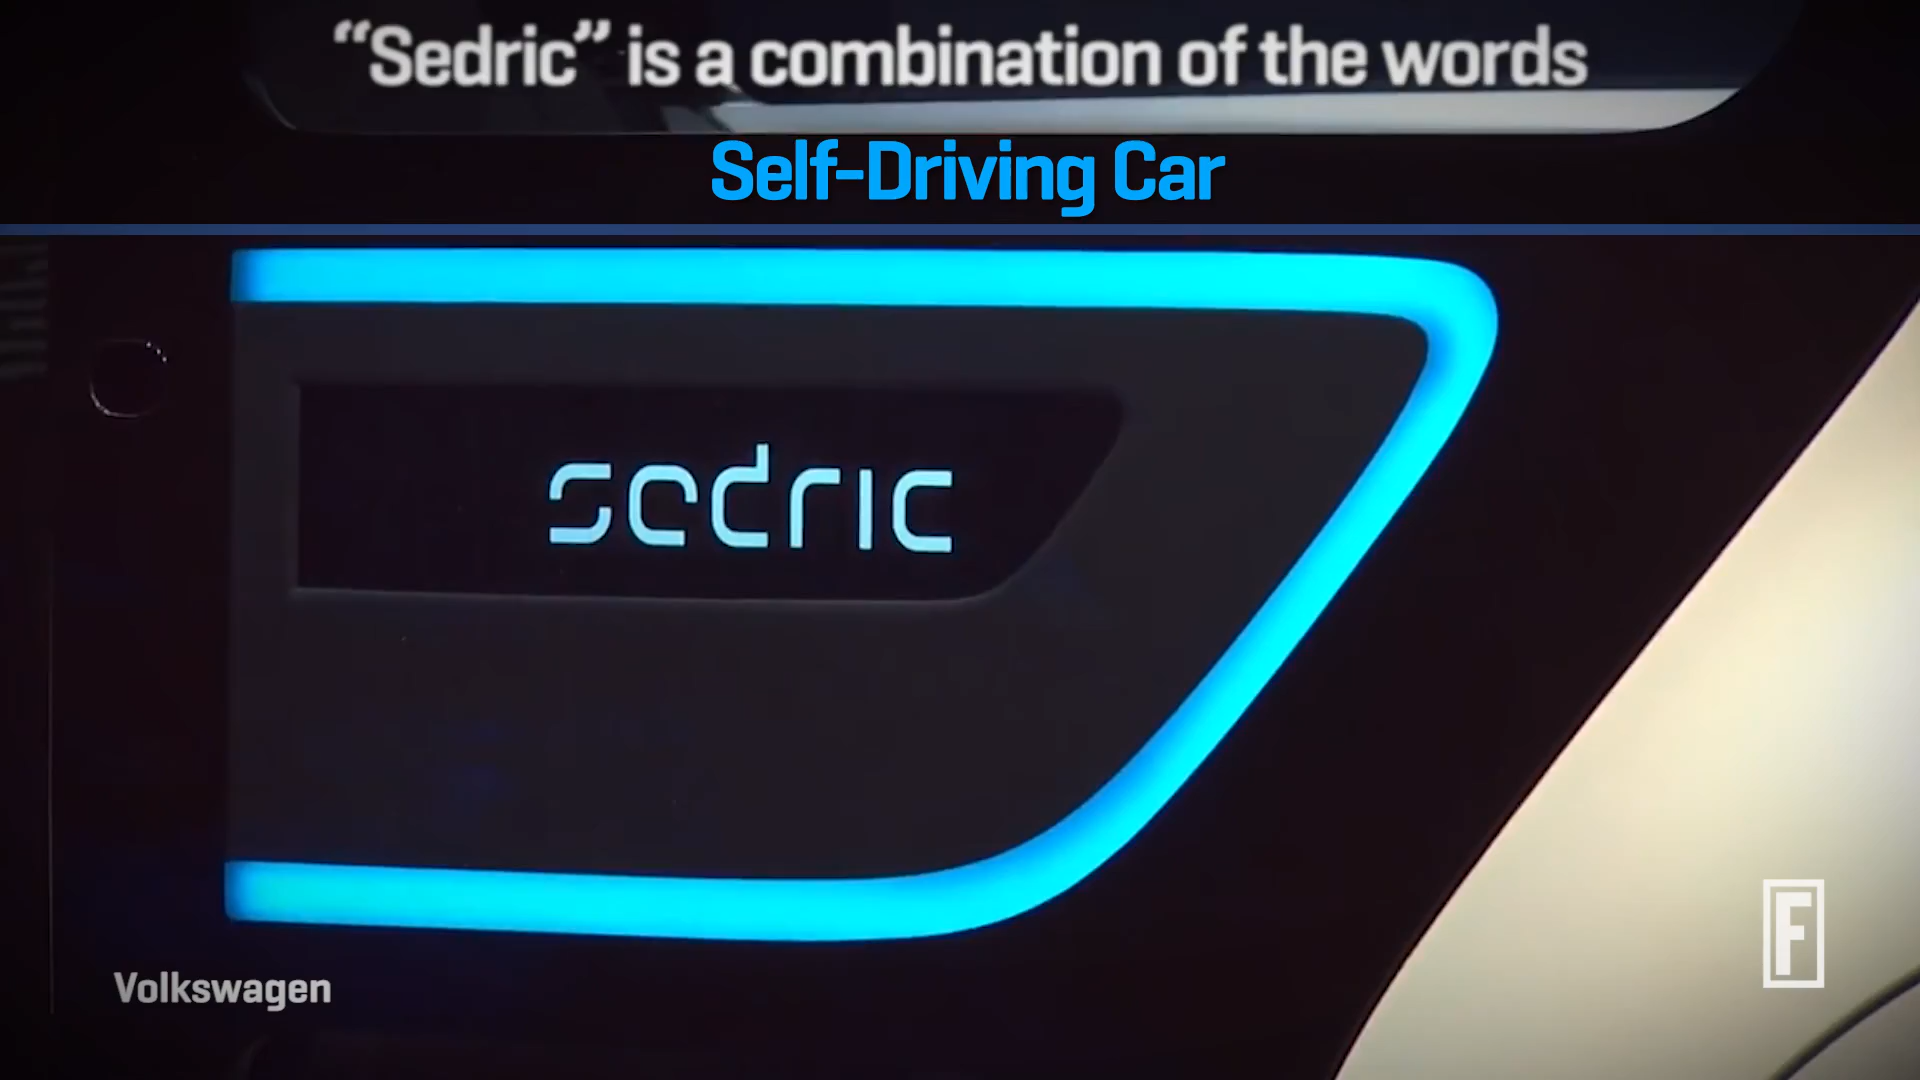 “Sedric” is a combination of the words
Self-Driving Car
sedric
Volkswagen
F